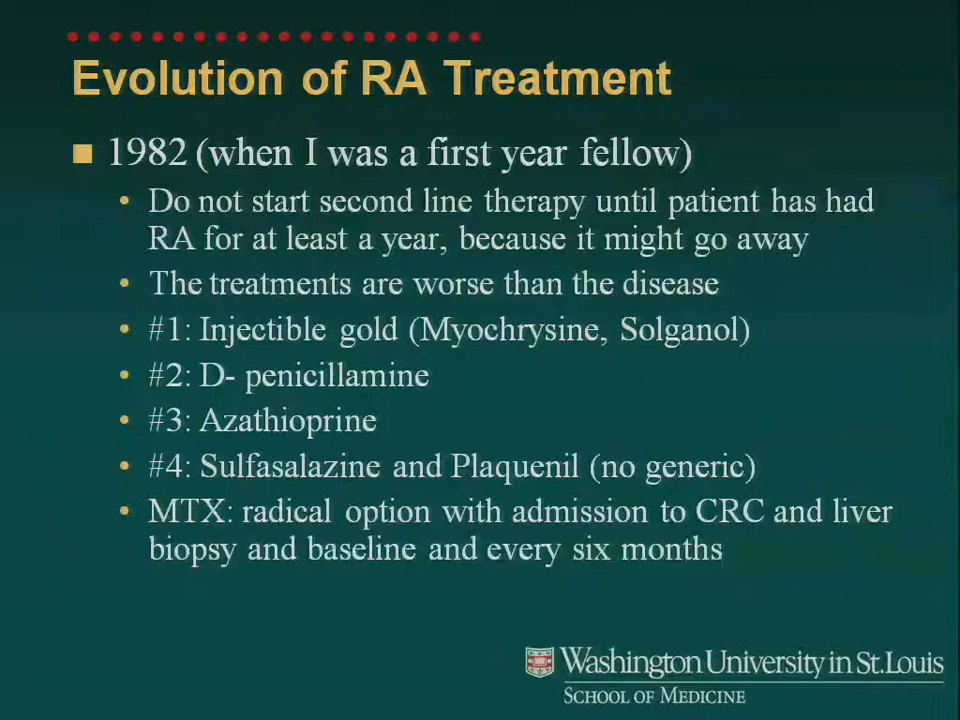 Evolution of RA Treatment
1982 (when I was a first year fellow)
Do not start second line therapy until patient has had
RA for at least a year, because it might go away
The treatments are worse than the disease
#1: Injectible gold (Myochrysine, Solganol)
#2: D- penicillamine
#3: Azathioprine
#4: Sulfasalazine and Plaquenil (no generic)
MTX: radical option with admission to CRC and liver
biopsy and baseline and every six months
Washington University in St. Louis
SCHOOL OF MEDICINE